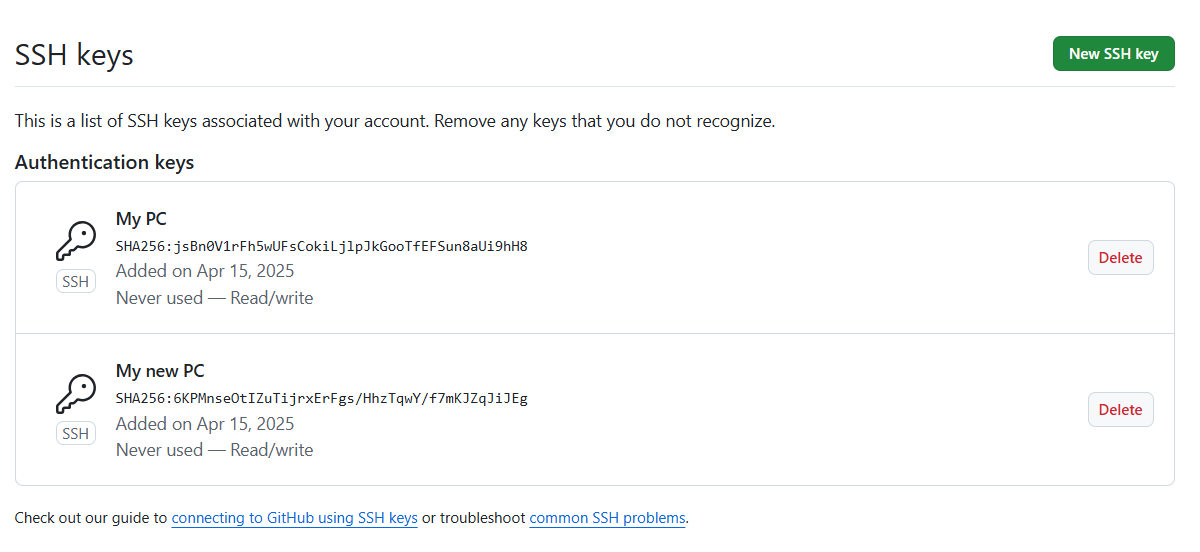 SSH keys
New SSH key
This is a list of SSH keys associated with your account. Remove any keys that you do not recognize.
Authentication keys
My PC
SHA256:jsBn0V1rFh5wUFsCokiLjlpJkGooTfEFSun8aUi9hH8
Added on Apr 15, 2025
Never used — Read/write
SSH
Delete
My new PC
SHA256:6KPMnseOtIZuTijrxErFgs/HhzTqwY/f7mKJZqJiJEg
Added on Apr 15, 2025
Never used — Read/write
SSH
Delete
Check out our guide to connecting to GitHub using SSH keys or troubleshoot common SSH problems.